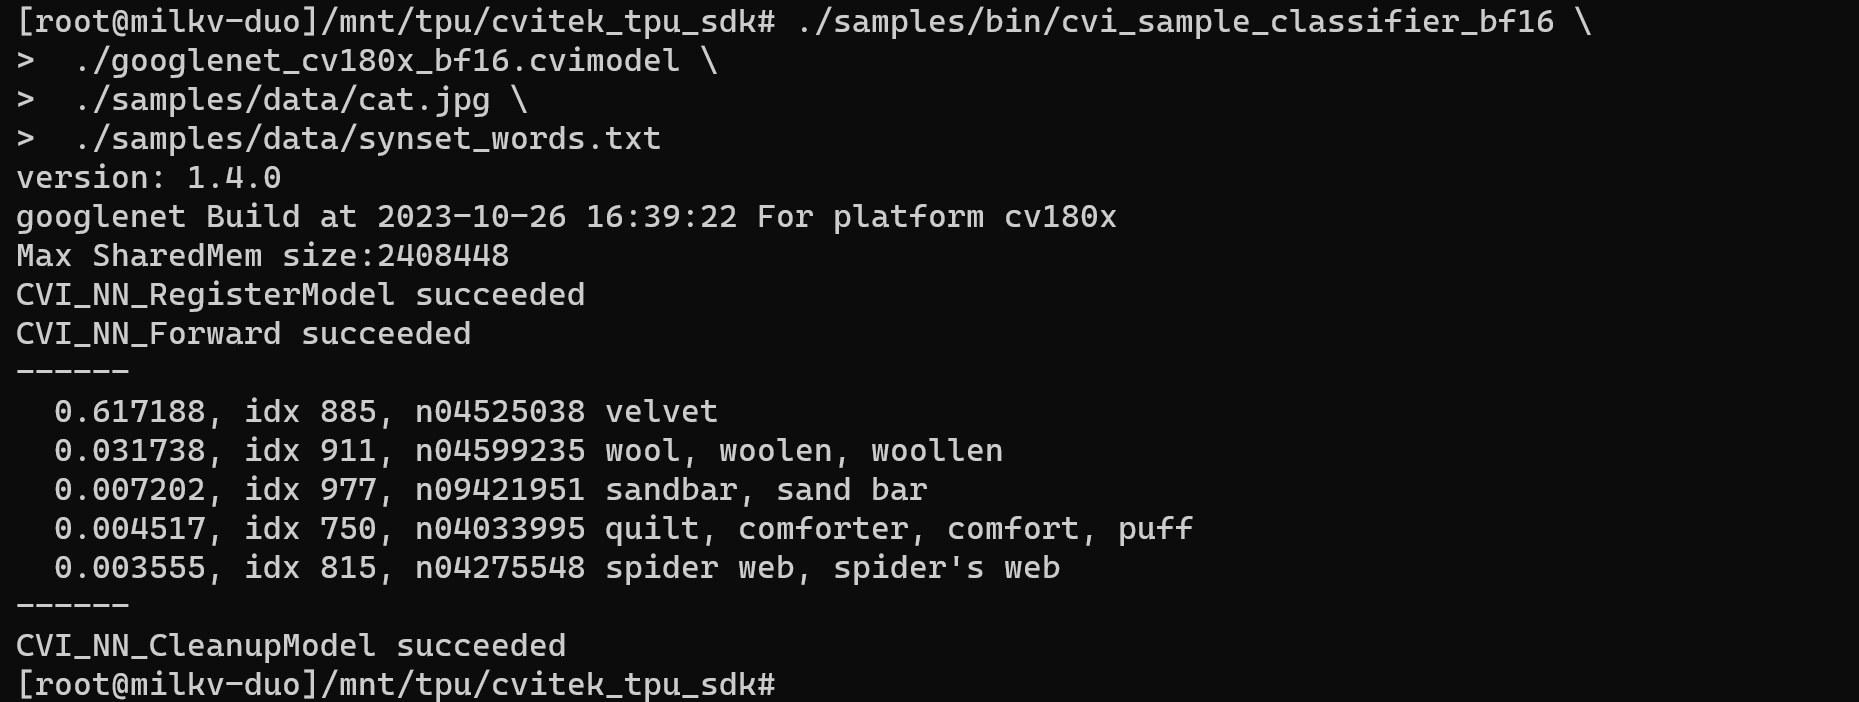 [root@milkv-duo]/mnt/tpu/cvitek_tpu_sdk# ./samples/bin/cvi_sample_classifier_bf16 \
>  ./googlenet_cv180x_bf16.cvimodel \
>  ./samples/data/cat.jpg \
>  ./samples/data/synset_words.txt
version: 1.4.0
googlenet Build at 2023-10-26 16:39:22 For platform cv180x
Max SharedMem size:2408448
CVI_NN_RegisterModel succeeded
CVI_NN_Forward succeeded
------
  0.617188, idx 885, n04525038 velvet
  0.031738, idx 911, n04599235 wool, woolen, woollen
  0.007202, idx 977, n09421951 sandbar, sand bar
  0.004517, idx 750, n04033995 quilt, comforter, comfort, puff
  0.003555, idx 815, n04275548 spider web, spider's web
------
CVI_NN_CleanupModel succeeded
[root@milkv-duo]/mnt/tpu/cvitek_tpu_sdk#